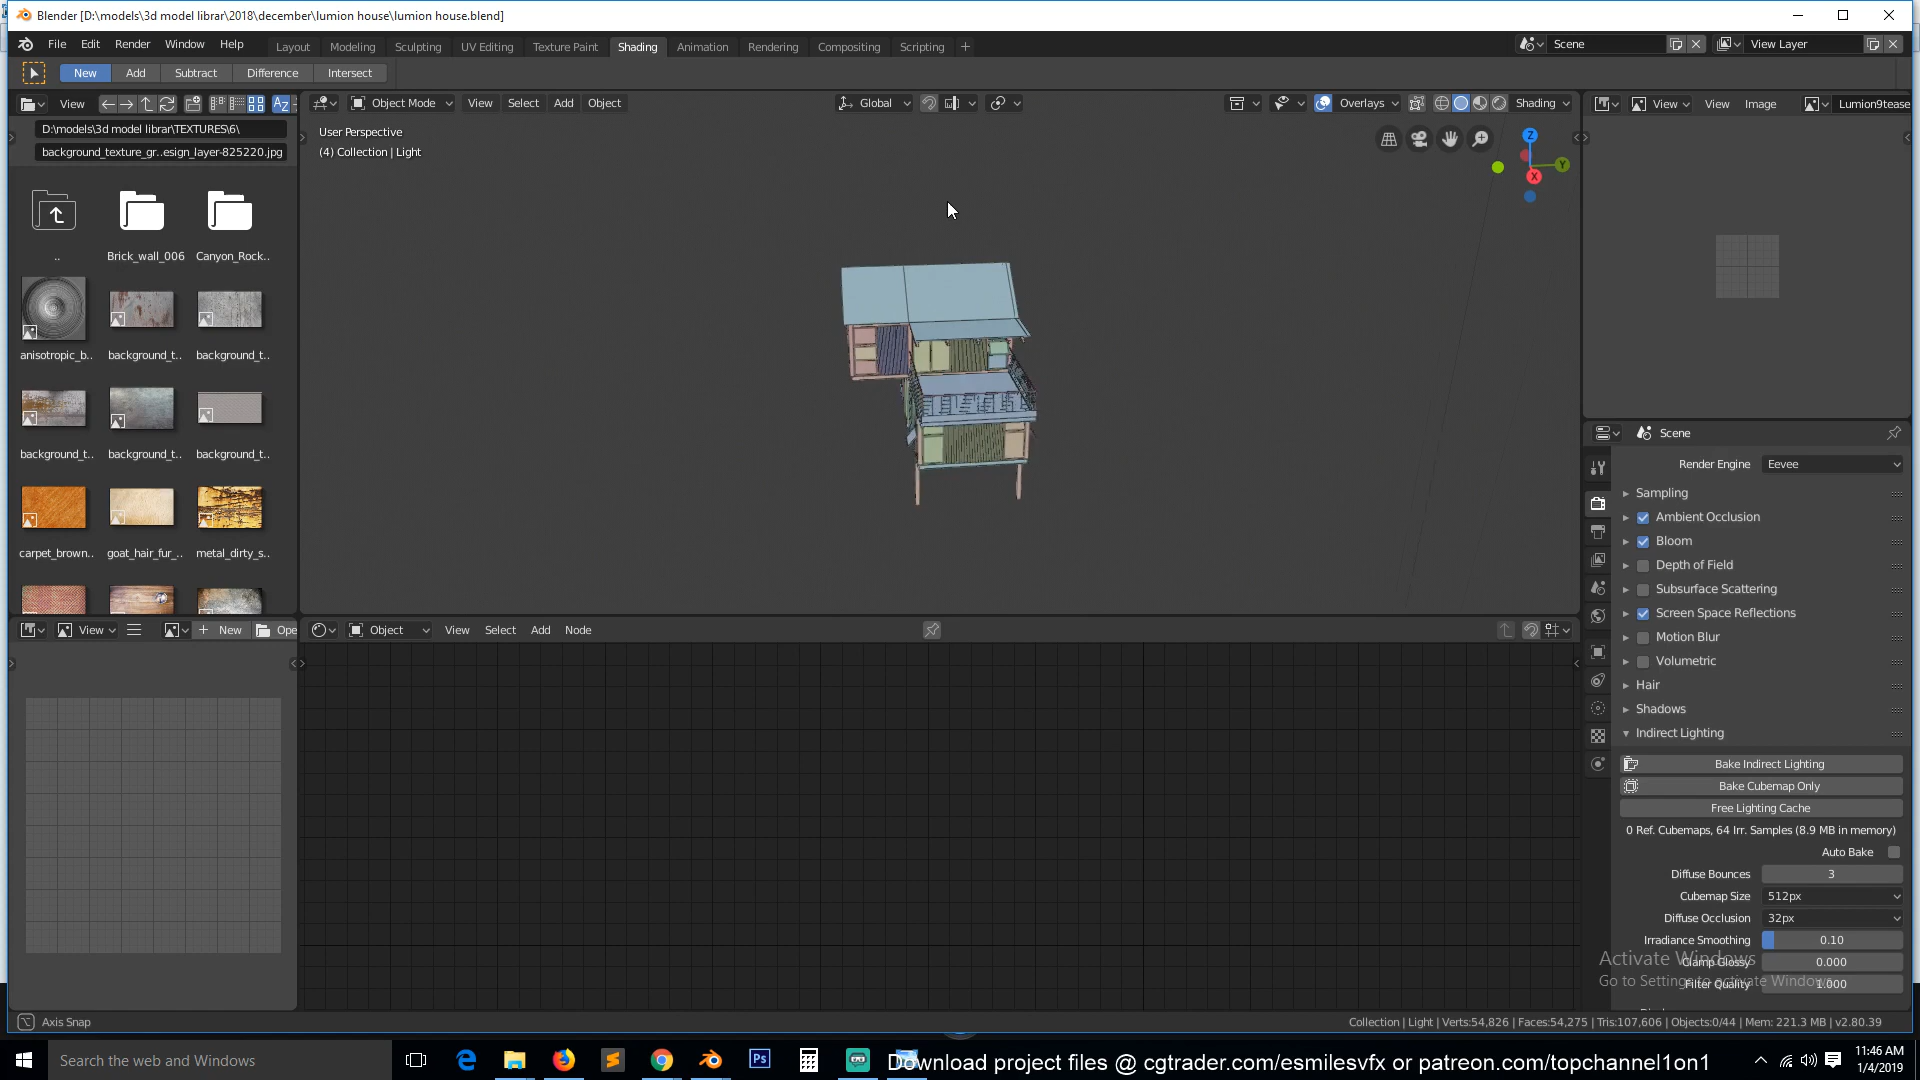 Blender [D:\models\3d model librar\2018\december\lumion house\lumion house.blend]
File Edit Render Window Help Layout Modeling Sculpting UV Editing Texture Paint Shading Animation Rendering Compositing Scripting + Scene View Layer
New Add Subtract Difference Intersect
View Object Mode View Select Add Object Global Overlays Shading View View Image Lumion9tease
D:\models\3d model librar\TEXTURES\6\
background_texture_gr..esign_layer-825220.jpg
User Perspective
(4) Collection | Light
Z
Y
X
.. Brick_wall_006 Canyon_Rock..
anisotropic_b.. background_t.. background_t..
background_t.. background_t.. background_t..
carpet_brown.. goat_hair_fur_.. metal_dirty_s..
Scene
Render Engine Eevee
Sampling
Ambient Occlusion
Bloom
Depth of Field
Subsurface Scattering
Screen Space Reflections
Motion Blur
Volumetric
Hair
Shadows
Indirect Lighting
Bake Indirect Lighting
Bake Cubemap Only
Free Lighting Cache
0 Ref. Cubemaps, 64 Irr. Samples (8.9 MB in memory)
Auto Bake
Diffuse Bounces 3
Cubemap Size 512px
Diffuse Occlusion 32px
Irradiance Smoothing 0.10
Clamp Glossy 0.000
Filter Quality 1.000
Activate Windows
Go to Settings to activate Windows.
View + New Ope Object View Select Add Node
Axis Snap
Collection | Light | Verts:54,826 | Faces:54,275 | Tris:107,606 | Objects:0/44 | Mem: 221.3 MB | v2.80.39
Search the web and Windows
Ps
Download project files @ cgtrader.com/esmilesvfx or patreon.com/topchannel1on1
11:46 AM
1/4/2019